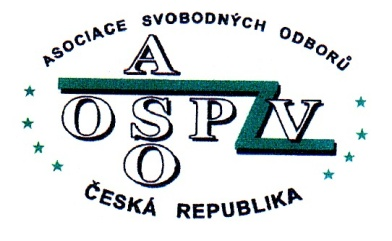 ASOCIACE SVOBODNÝCH ODBORŮ
A
OSPZV
O
ČESKÁ REPUBLIKA